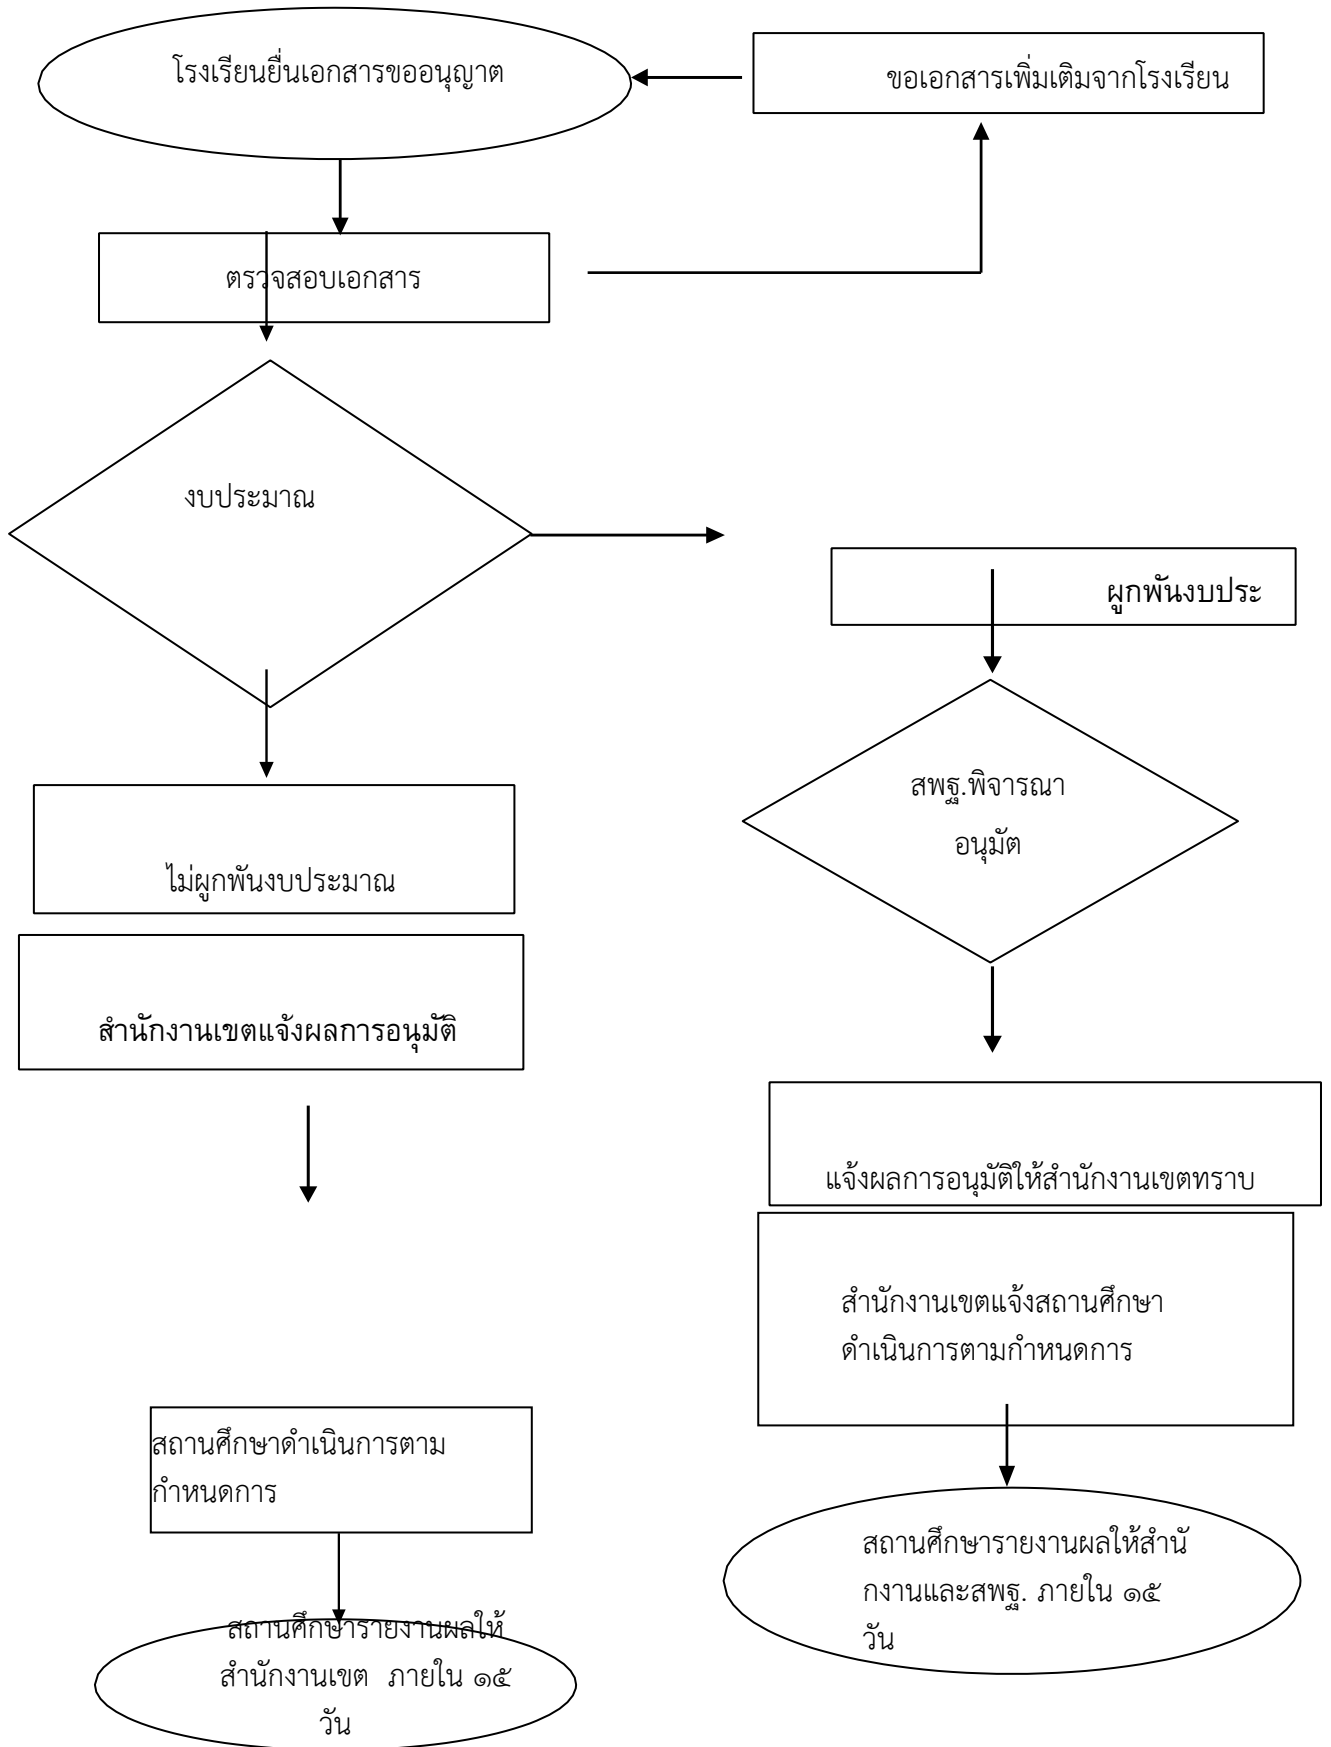 โรงเรียนยื่นเอกสารขออนุญาต
ขอเอกสารเพิ่มเติมจากโรงเรียน
ตรวจสอบเอกสาร
งบประมาณ
ผูกพันงบประ
สพฐ.พิจารณา
อนุมัต
ไม่ผูกพันงบประมาณ
สำนักงานเขตแจ้งผลการอนุมัติ
แจ้งผลการอนุมัติให้สำนักงานเขตทราบ
สำนักงานเขตแจ้งสถานศึกษา
ดำเนินการตามกำหนดการ
สถานศึกษาดำเนินการตาม
กำหนดการ
สถานศึกษารายงานผลให้สำนั
กงานและสพฐ. ภายใน ๑๕
วัน
สถานศึกษารายงานผลให้
สำนักงานเขต ภายใน ๑๕
วัน